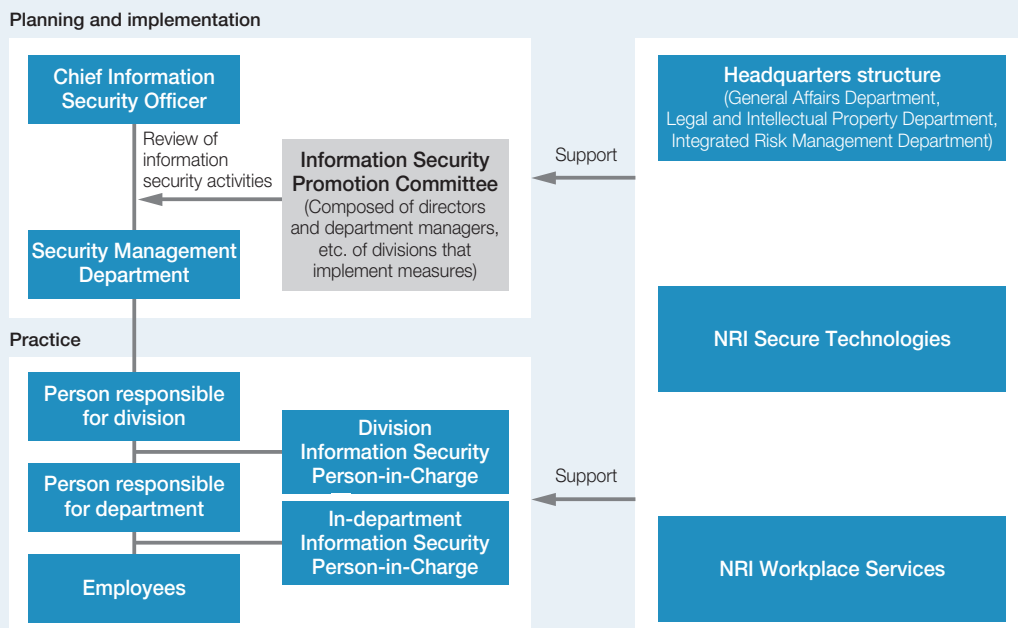 Planning and implementation
Chief Information
Security Officer
Review of
information
security activities
Information Security
Promotion Committee
(Composed of directors
and department managers,
etc. of divisions that
implement measures)
Security Management
Department
Practice
Person responsible
for division
Division
Information Security
Person-in-Charge
Person responsible
for department
In-department
Information Security
Person-in-Charge
Employees
Support
Support
Headquarters structure
(General Affairs Department,
Legal and Intellectual Property Department,
Integrated Risk Management Department)
NRI Secure Technologies
NRI Workplace Services